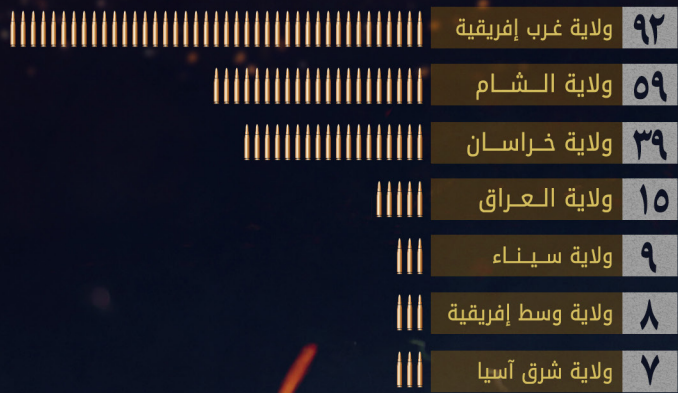 ٩٢ ولاية غرب إفريقية
٥٩ ولاية الشام
٣٩ ولاية خراسان
١٥ ولاية العراق
٩ ولاية سيناء
٨ ولاية وسط إفريقية
٧ ولاية شرق آسيا